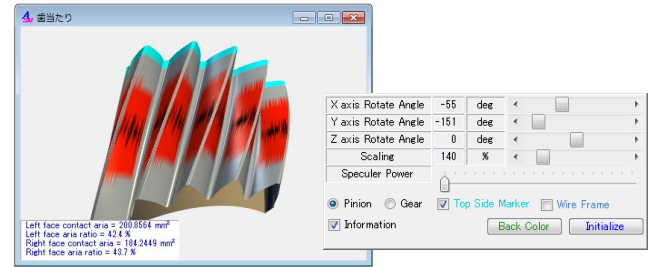 歯当たり
Left face contact aria = 200.8564 mm²
Left face aria ratio = 42.4 %
Right face contact aria = 184.2449 mm²
Right face aria ratio = 43.7 %
X axis Rotate Angle -55 deg
Y axis Rotate Angle -151 deg
Z axis Rotate Angle 0 deg
Scaling 140 %
Speculer Power
Pinion Gear Top Side Marker Wire Frame
Information Back Color Initialize